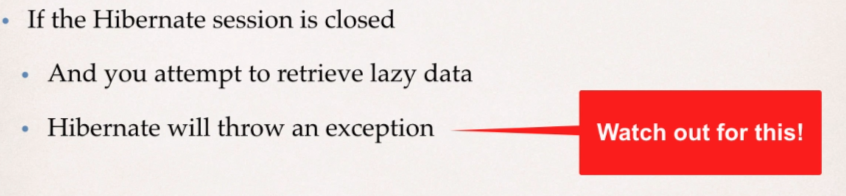 If the Hibernate session is closed
And you attempt to retrieve lazy data
Hibernate will throw an exception
Watch out for this!